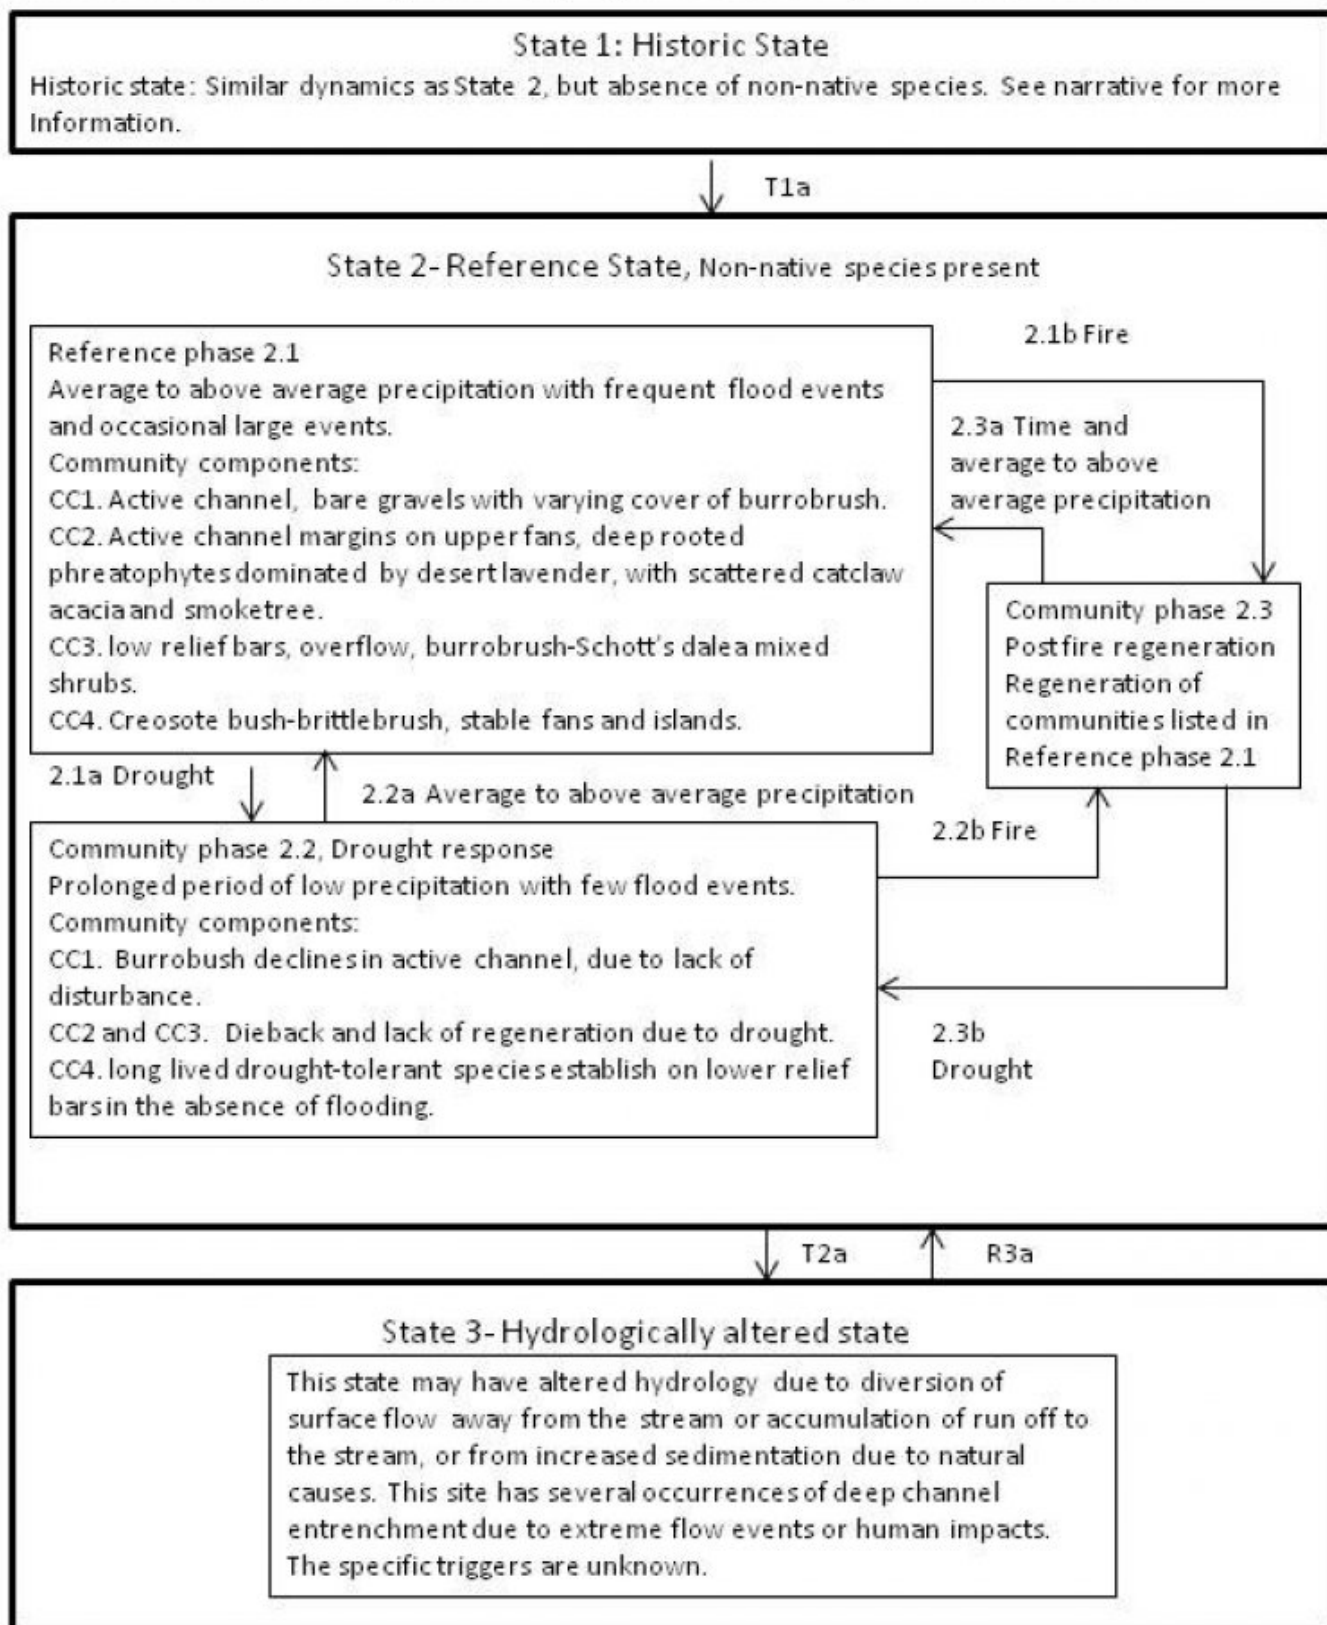 State 1: Historic State
Historic state: Similar dynamics as State 2, but absence of non-native species. See narrative for more
Information.
T1a
State 2- Reference State, Non-native species present
Reference phase 2.1
Average to above average precipitation with frequent flood events
and occasional large events.
Community components:
CC1. Active channel, bare gravels with varying cover of burrobrush.
CC2. Active channel margins on upper fans, deep rooted
phreatophytes dominated by desert lavender, with scattered catclaw
acacia and smoketree.
CC3. low relief bars, overflow, burrobrush-Schott's dalea mixed
shrubs.
CC4. Creosote bush-brittlebrush, stable fans and islands.
2.1b Fire
2.3a Time and
average to above
average precipitation
Community phase 2.3
Postfire regeneration
Regeneration of
communities listed in
Reference phase 2.1
2.1a Drought
2.2a Average to above average precipitation
2.2b Fire
Community phase 2.2, Drought response
Prolonged period of low precipitation with few flood events.
Community components:
CC1. Burrobush declines in active channel, due to lack of
disturbance.
CC2 and CC3. Dieback and lack of regeneration due to drought.
CC4. long lived drought-tolerant species establish on lower relief
bars in the absence of flooding.
2.3b
Drought
T2a
R3a
State 3- Hydrologically altered state
This state may have altered hydrology due to diversion of
surface flow away from the stream or accumulation of run off to
the stream, or from increased sedimentation due to natural
causes. This site has several occurrences of deep channel
entrenchment due to extreme flow events or human impacts.
The specific triggers are unknown.